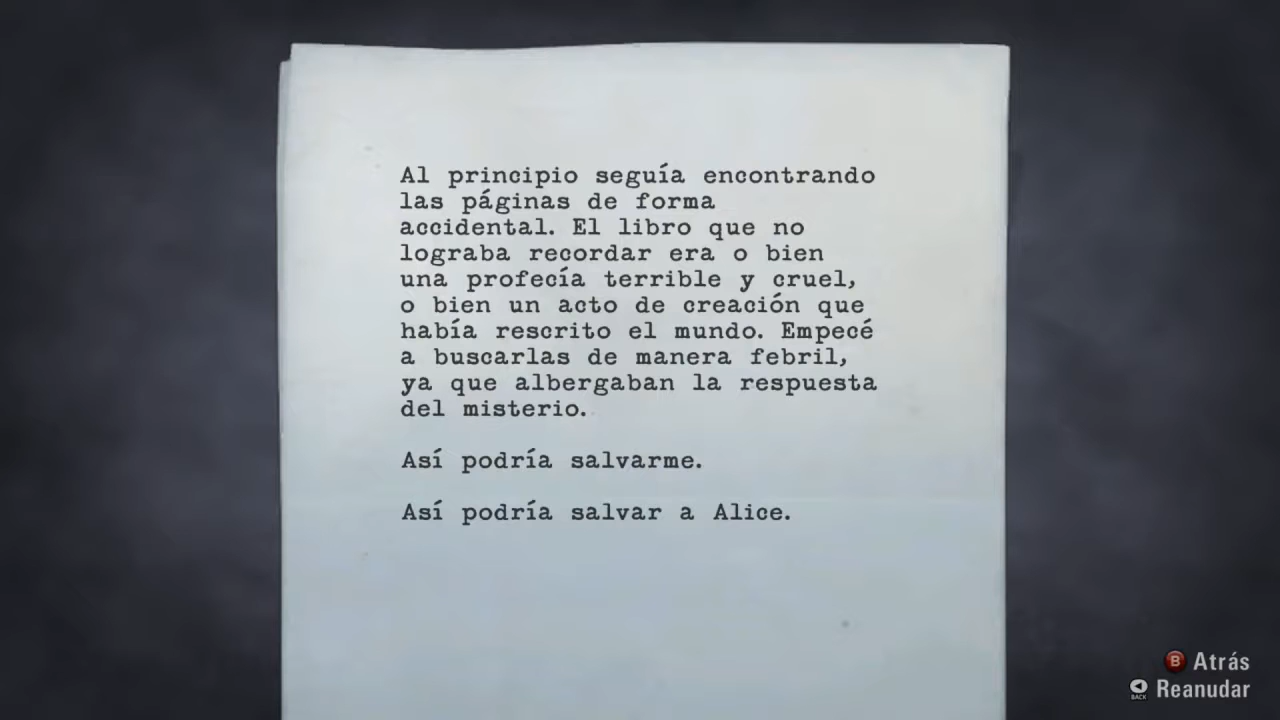 Al principio seguía encontrando
las páginas de forma
accidental. El libro que no
lograba recordar era o bien
una profecía terrible y cruel,
o bien un acto de creación que
había rescrito el mundo. Empecé
a buscarlas de manera febril,
ya que albergaban la respuesta
del misterio.
Así podría salvarme.
Así podría salvar a Alice.
B Atrás
BACK Reanudar